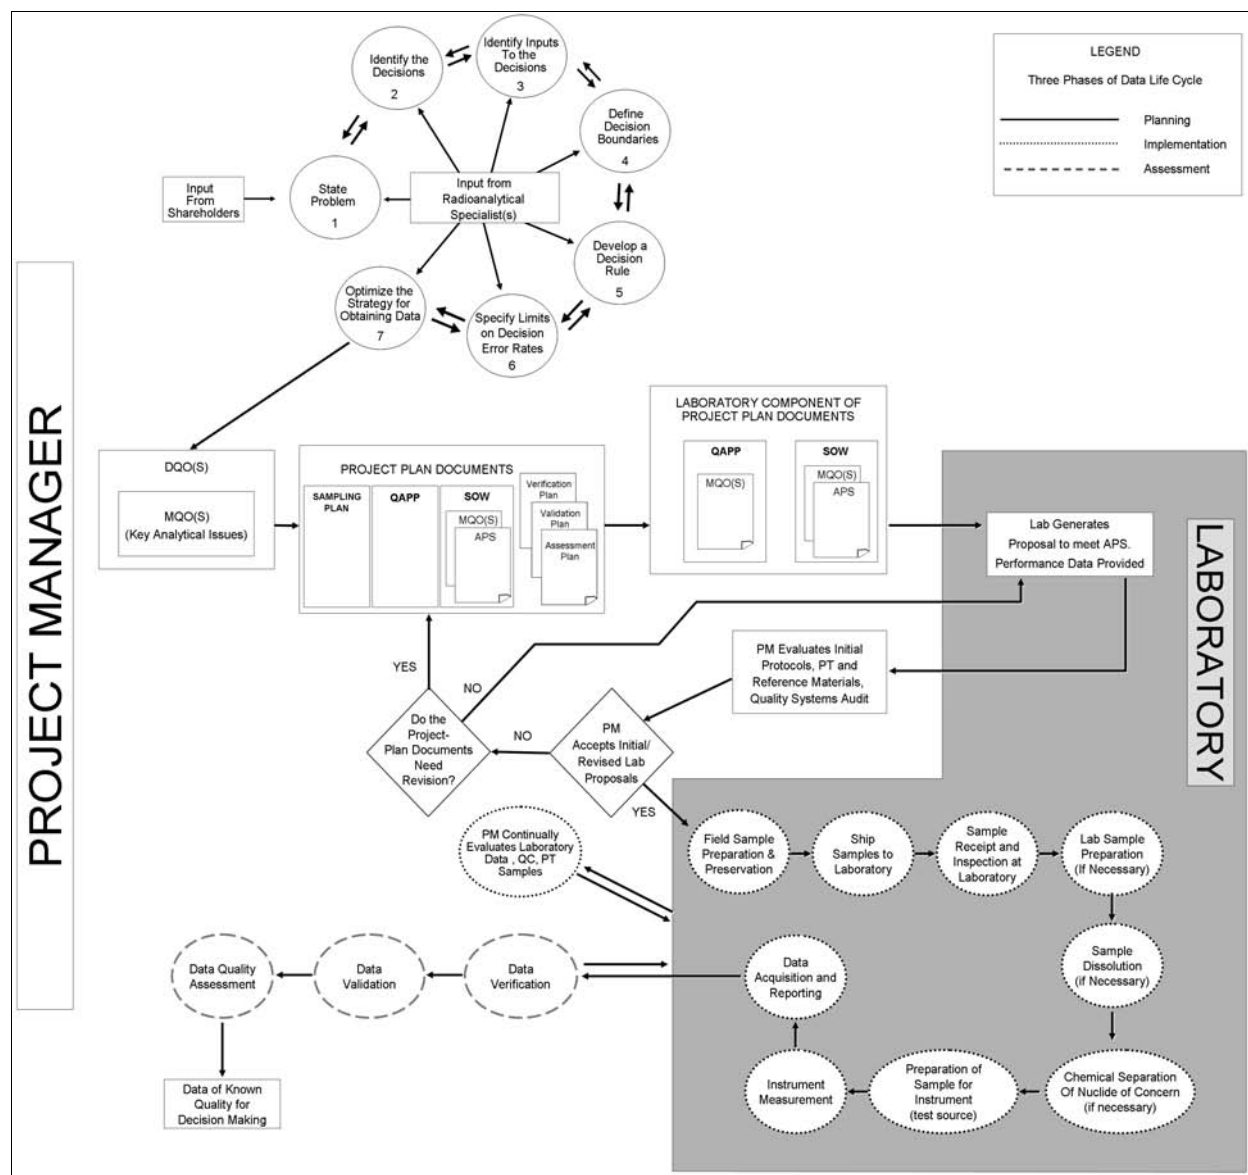 Identify the
Decisions
2
Identify Inputs
To the
Decisions
3
Define
Decision
Boundaries
4
LEGEND
Three Phases of Data Life Cycle
Planning
Implementation
Assessment
Input
From
Shareholders
State
Problem
1
Input from
Radioanalytical
Specialist(s)
Develop a
Decision
Rule
5
Optimize the
Strategy for
Obtaining Data
7
Specify Limits
on Decision
Error Rates
6
PROJECT MANAGER
DQO(S)
MQO(S)
(Key Analytical Issues)
PROJECT PLAN DOCUMENTS
SAMPLING
PLAN
QAPP
SOW
MQO(S)
APS
Verification
Plan
Validation
Plan
Assessment
Plan
LABORATORY COMPONENT OF
PROJECT PLAN DOCUMENTS
QAPP
MQO(S)
SOW
MQO(S)
APS
Lab Generates
Proposal to meet APS.
Performance Data Provided
LABORATORY
PM Evaluates Initial
Protocols, PT and
Reference Materials,
Quality Systems Audit
YES
NO
Do the
Project-
Plan Documents
Need
Revision?
NO
PM
Accepts Initial/
Revised Lab
Proposals
YES
PM Continually
Evaluates Laboratory
Data , QC, PT
Samples
Field Sample
Preparation &
Preservation
Ship
Samples to
Laboratory
Sample
Receipt and
Inspection at
Laboratory
Lab Sample
Preparation
(If Necessary)
Sample
Dissolution
(if Necessary)
Chemical Separation
Of Nuclide of Concern
(if necessary)
Preparation of
Sample for
Instrument
(test source)
Instrument
Measurement
Data
Acquisition and
Reporting
Data
Verification
Data
Validation
Data Quality
Assessment
Data of Known
Quality for
Decision Making